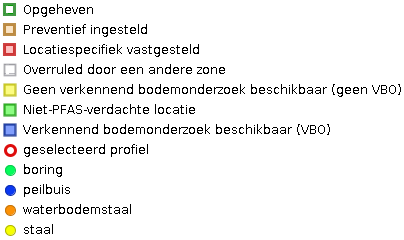 Opgeheven
Preventief ingesteld
Locatiespecifiek vastgesteld
Overruled door een andere zone
Geen verkennend bodemonderzoek beschikbaar (geen VBO)
Niet-PFAS-verdachte locatie
Verkennend bodemonderzoek beschikbaar (VBO)
geselecteerd profiel
boring
peilbuis
waterbodemstaal
staal